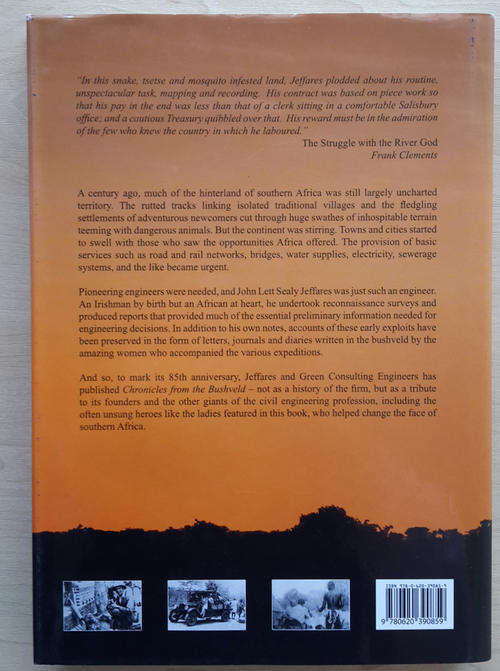 “In this snake, tsetse and mosquito infested land, Jeffares plodded about his routine,
unspectacular task, mapping and recording. His contract was based on piece work so
that his pay in the end was less than that of a clerk sitting in a comfortable Salisbury
office; and a cautious Treasury quibbled over that. His reward must be in the admiration
of the few who knew the country in which he laboured.”
The Struggle with the River God
Frank Clements
A century ago, much of the hinterland of southern Africa was still largely uncharted
territory. The rutted tracks linking isolated traditional villages and the fledgling
settlements of adventurous newcomers cut through huge swathes of inhospitable terrain
teeming with dangerous animals. But the continent was stirring. Towns and cities started
to swell with those who saw the opportunities Africa offered. The provision of basic
services such as road and rail networks, bridges, water supplies, electricity, sewerage
systems, and the like became urgent.
Pioneering engineers were needed, and John Lett Sealy Jeffares was just such an engineer.
An Irishman by birth but an African at heart, he undertook reconnaissance surveys and
produced reports that provided much of the essential preliminary information needed for
engineering decisions. In addition to his own notes, accounts of these early exploits have
been preserved in the form of letters, journals and diaries written in the bushveld by the
amazing women who accompanied the various expeditions.
And so, to mark its 85th anniversary, Jeffares and Green Consulting Engineers has
published Chronicles from the Bushveld – not as a history of the firm, but as a tribute
to its founders and the other giants of the civil engineering profession, including the
often unsung heroes like the ladies featured in this book, who helped change the face of
southern Africa.
ISBN 978-0-620-39085-9
9 780620 390859